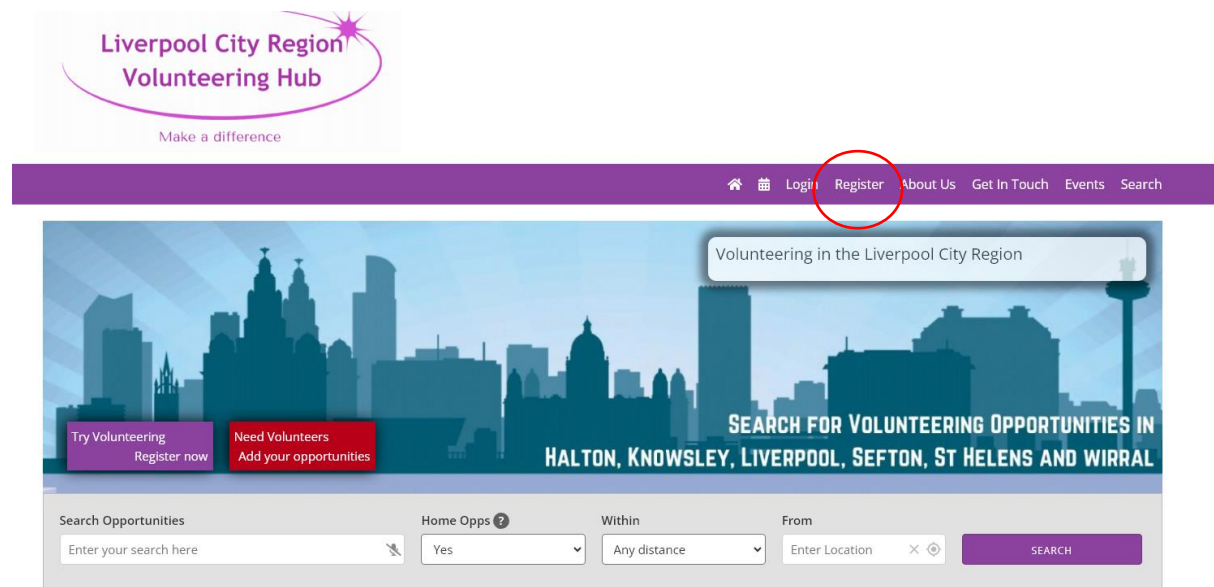 Liverpool City Region
Volunteering Hub
Make a difference
Login Register About Us Get In Touch Events Search
Volunteering in the Liverpool City Region
Try Volunteering
Register now
Need Volunteers
Add your opportunities
SEARCH FOR VOLUNTEERING OPPORTUNITIES IN
HALTON, KNOWSLEY, LIVERPOOL, SEFTON, ST HELENS AND WIRRAL
Search Opportunities Home Opps ? Within From
Enter your search here Yes Any distance Enter Location SEARCH